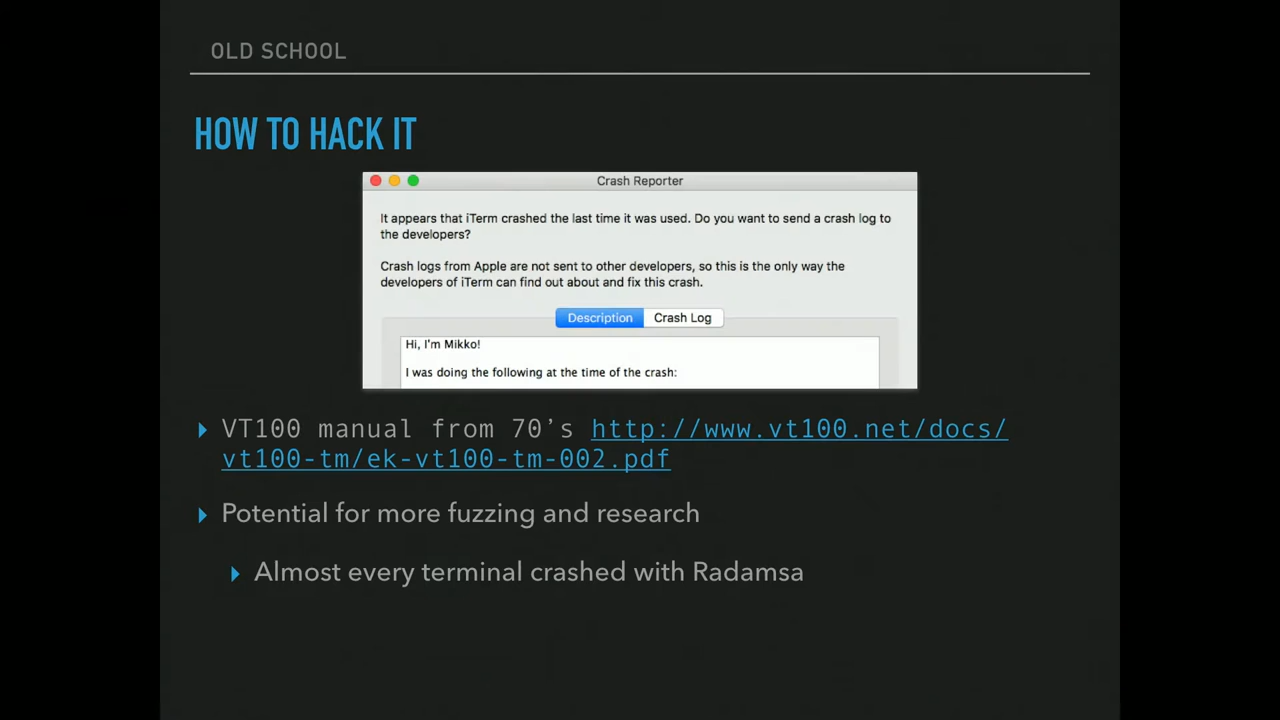 OLD SCHOOL
HOW TO HACK IT
Crash Reporter
It appears that iTerm crashed the last time it was used. Do you want to send a crash log to
the developers?
Crash logs from Apple are not sent to other developers, so this is the only way the
developers of iTerm can find out about and fix this crash.
Description Crash Log
Hi, I'm Mikko!
I was doing the following at the time of the crash:
▸ VT100 manual from 70’s http://www.vt100.net/docs/
vt100-tm/ek-vt100-tm-002.pdf
▸ Potential for more fuzzing and research
▸ Almost every terminal crashed with Radamsa